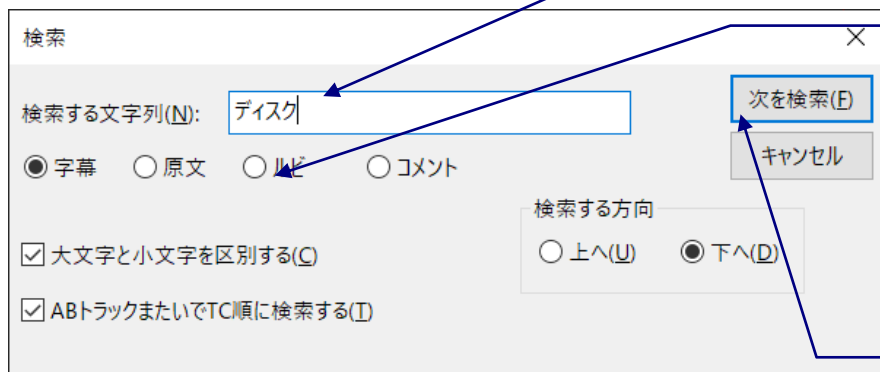 検索
検索する文字列(N): ディスク 次を検索(F)
字幕 原文 ルビ コメント キャンセル
検索する方向
大文字と小文字を区別する(C) 上へ(U) 下へ(D)
ABトラックまたいでTC順に検索する(T)